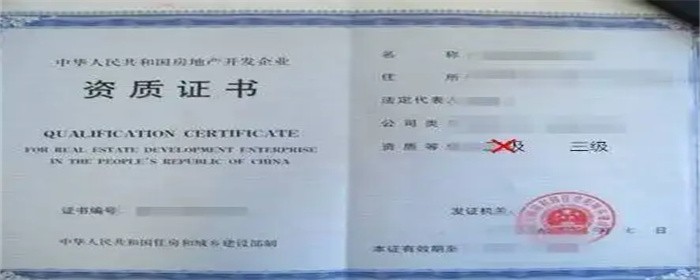 中华人民共和国房地产开发企业
资质证书
QUALIFICATION CERTIFICATE
FOR REAL ESTATE DEVELOPMENT ENTERPRISE
IN THE PEOPLE'S REPUBLIC OF CHINA
证书编号:
中华人民共和国住房和城乡建设部制
名 称
住 所
法定代表人
公司类
资质等 级 三级
发证机关
七 日
本证有效期至